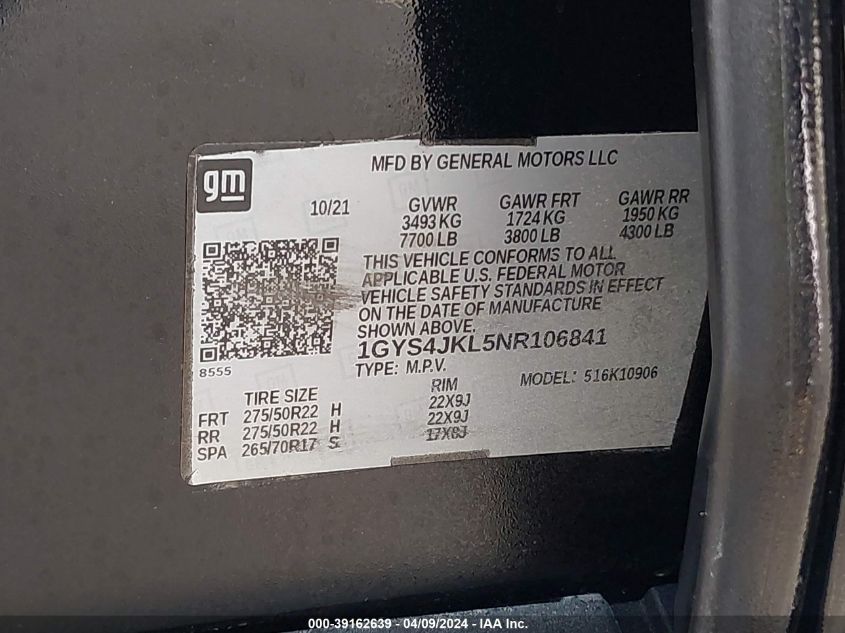 MFD BY GENERAL MOTORS LLC
gm
10/21 GVWR GAWR FRT GAWR RR
3493 KG 1724 KG 1950 KG
7700 LB 3800 LB 4300 LB
THIS VEHICLE CONFORMS TO ALL
APPLICABLE U.S. FEDERAL MOTOR
VEHICLE SAFETY STANDARDS IN EFFECT
ON THE DATE OF MANUFACTURE
SHOWN ABOVE.
1GYS4JKL5NR106841
8555
TYPE: M.P.V. MODEL: 516K10906
TIRE SIZE RIM
FRT 275/50R22 H 22X9J
RR 275/50R22 H 22X9J
SPA 265/70R17 S 17X8J
000-39162639 - 04/09/2024 - IAA Inc.